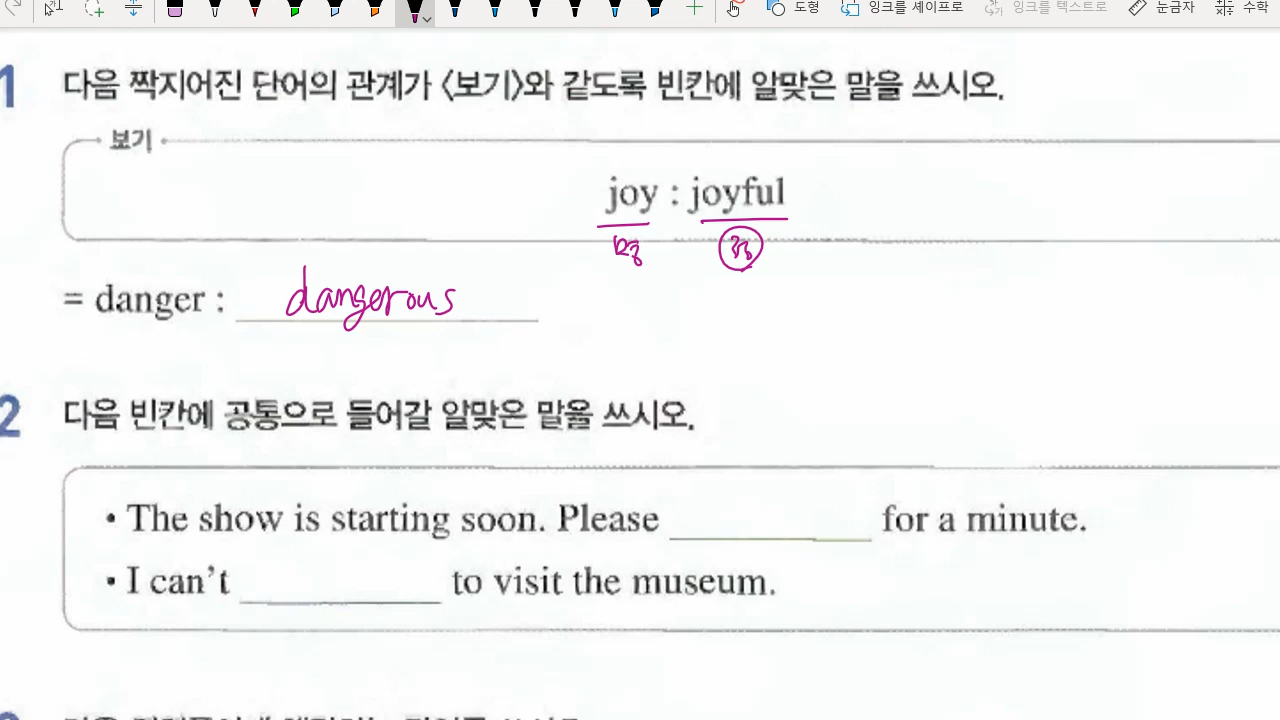 도형 잉크를 셰이프로 잉크를 텍스트로 눈금자 수학
1 다음 짝지어진 단어의 관계가 <보기>와 같도록 빈칸에 알맞은 말을 쓰시오.
보기
joy : joyful
명 형
= danger : dangerous
2 다음 빈칸에 공통으로 들어갈 알맞은 말을 쓰시오.
• The show is starting soon. Please for a minute.
• I can't to visit the museum.